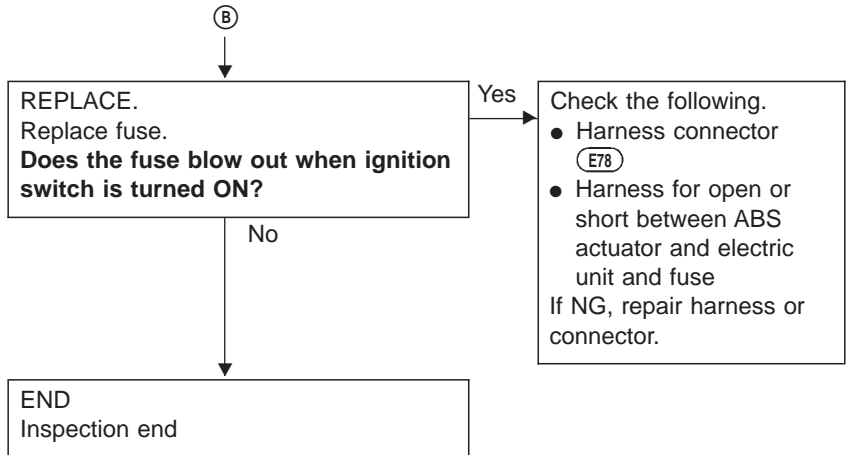 B
REPLACE.
Replace fuse.
Does the fuse blow out when ignition
switch is turned ON?
Yes
Check the following.
● Harness connector
E78
● Harness for open or
short between ABS
actuator and electric
unit and fuse
If NG, repair harness or
connector.
No
END
Inspection end